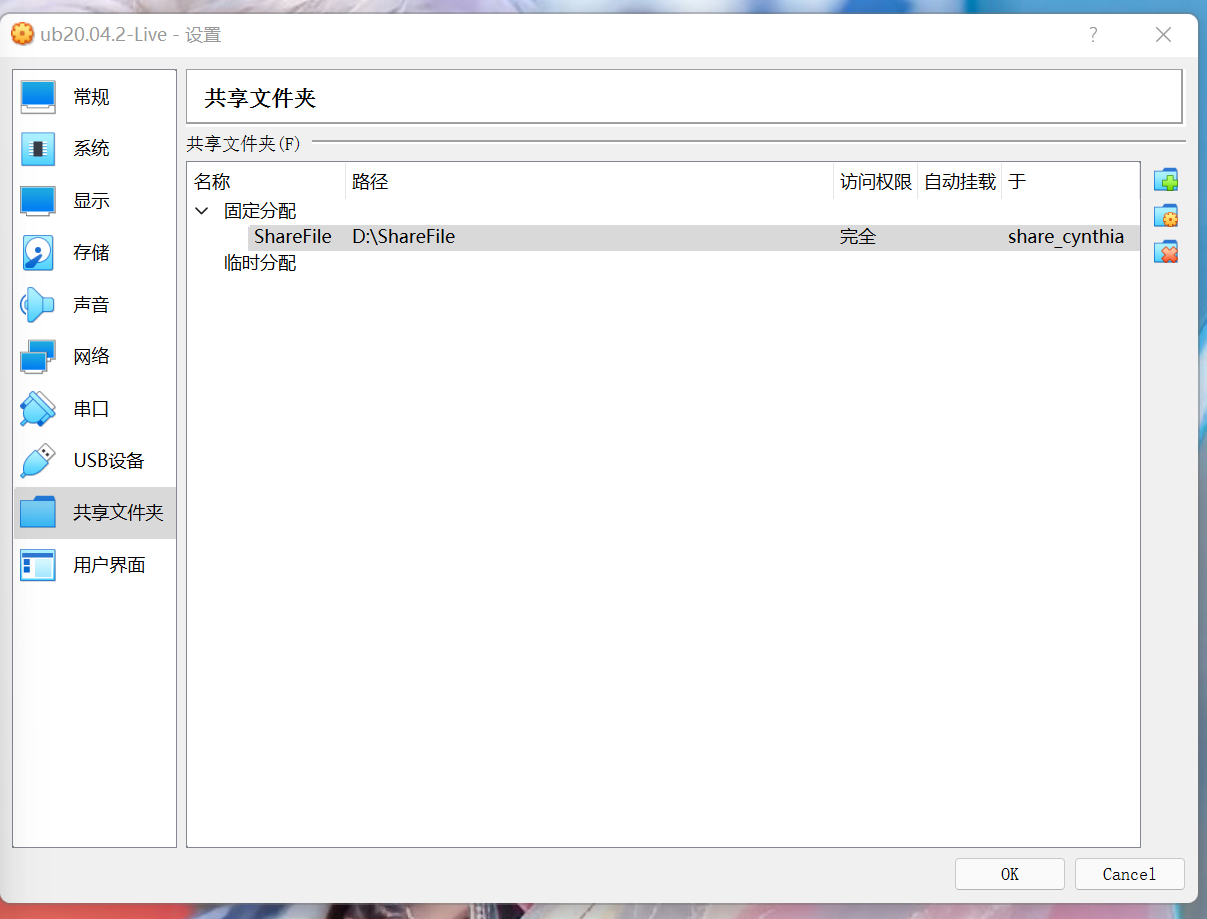 ub20.04.2-Live - 设置
?
常规
系统
显示
存储
声音
网络
串口
USB设备
共享文件夹
用户界面
共享文件夹
共享文件夹(F)
名称 路径 访问权限 自动挂载 于
固定分配
ShareFile D:\ShareFile 完全 share_cynthia
临时分配
OK Cancel